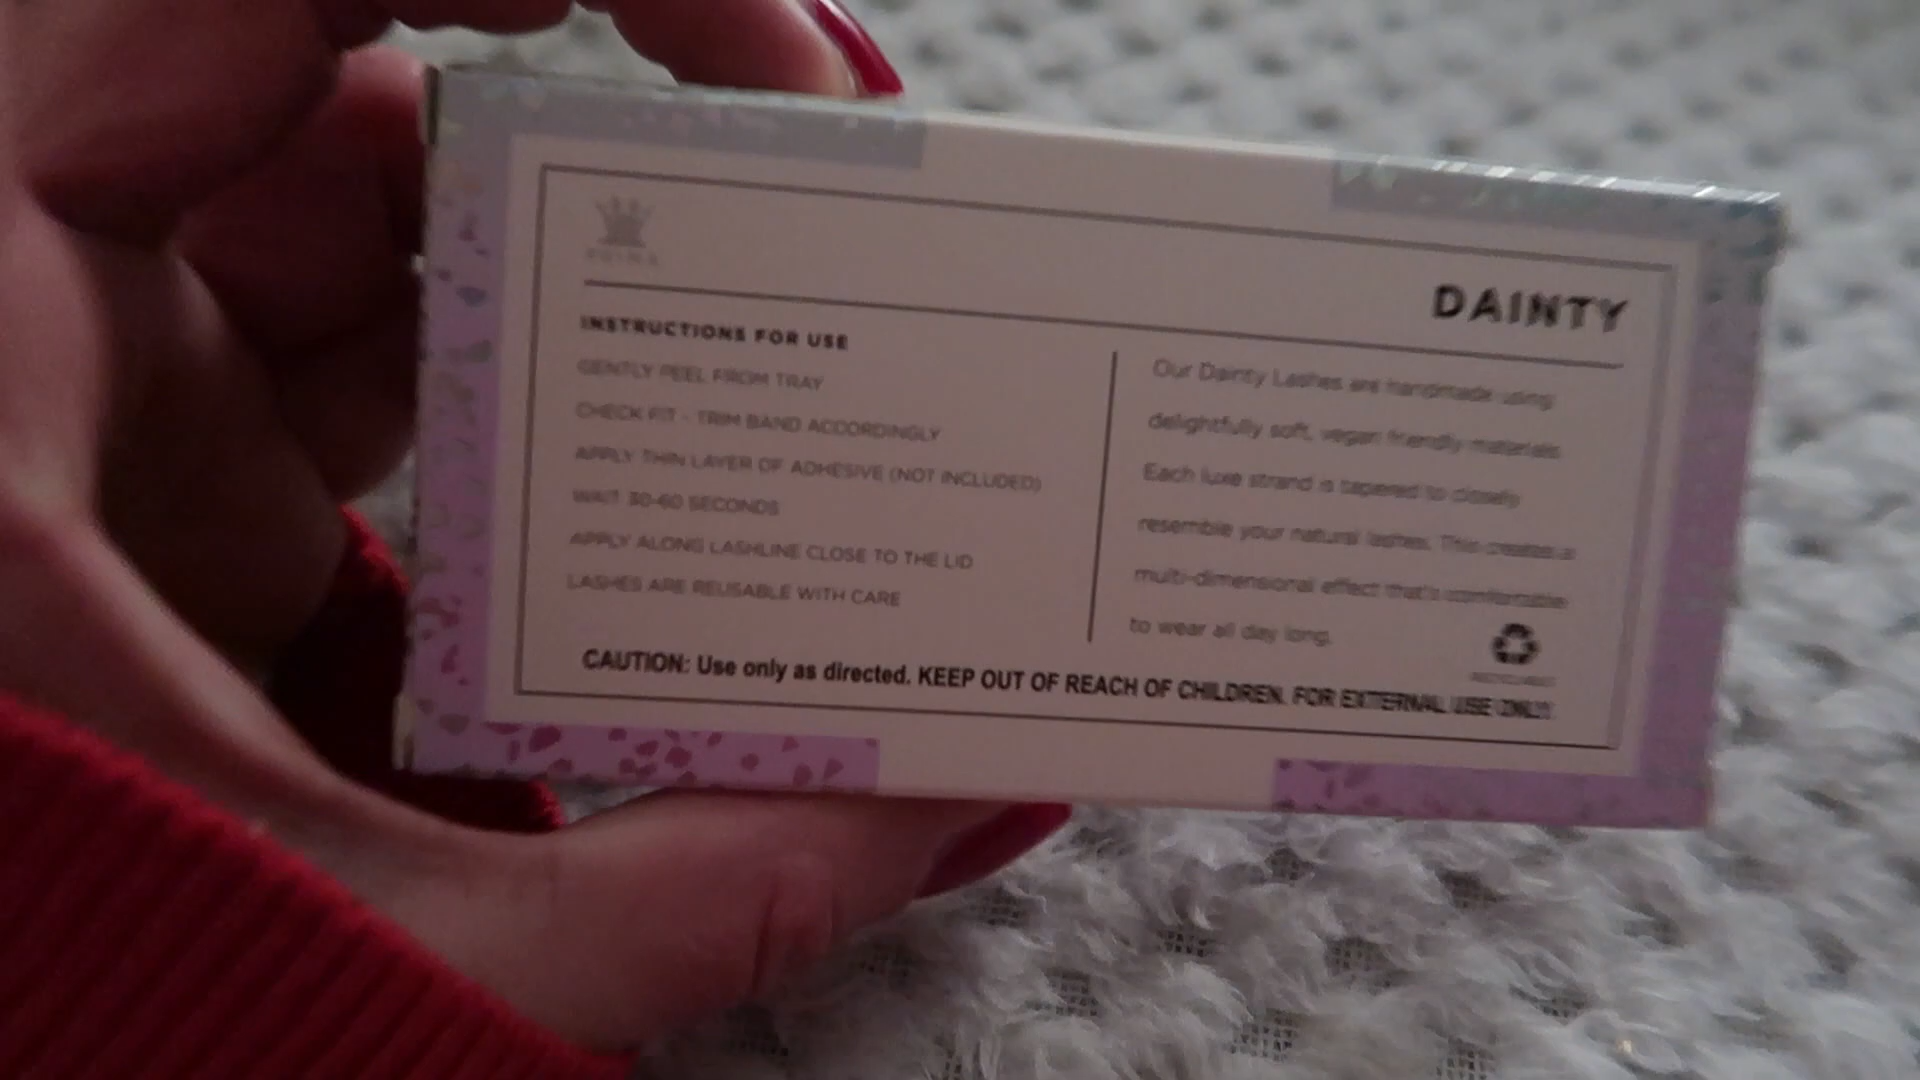 DAINTY
INSTRUCTIONS FOR USE
GENTLY PEEL FROM TRAY
CHECK FIT - TRIM BAND ACCORDINGLY
APPLY THIN LAYER OF ADHESIVE (NOT INCLUDED)
WAIT 30-60 SECONDS
APPLY ALONG LASHLINE CLOSE TO THE LID
LASHES ARE REUSABLE WITH CARE
Our Dainty Lashes are handmade using
delightfully soft, vegan friendly materials.
Each luxe strand is tapered to closely
resemble your natural lashes. This creates a
multi-dimensional effect that's comfortable
to wear all day long.
CAUTION: Use only as directed. KEEP OUT OF REACH OF CHILDREN. FOR EXTERNAL USE ONLY.